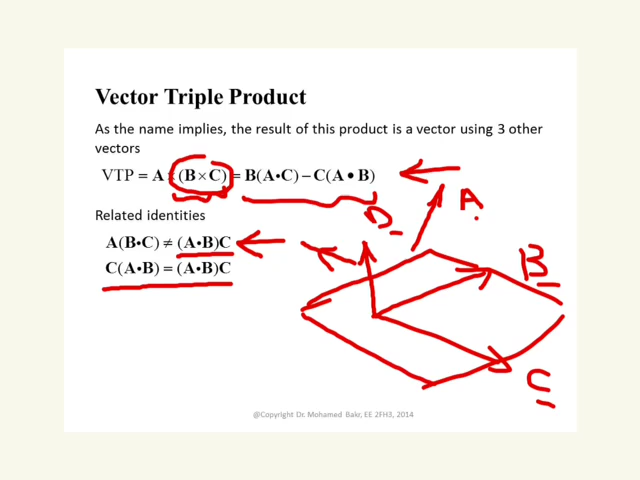 Vector Triple Product
As the name implies, the result of this product is a vector using 3 other
vectors
VTP = A × (B × C) = B(A•C) − C(A • B)
Related identities
A(B•C) ≠ (A•B)C
C(A•B) = (A•B)C
D
A
B
C
@Copyright Dr. Mohamed Bakr, EE 2FH3, 2014